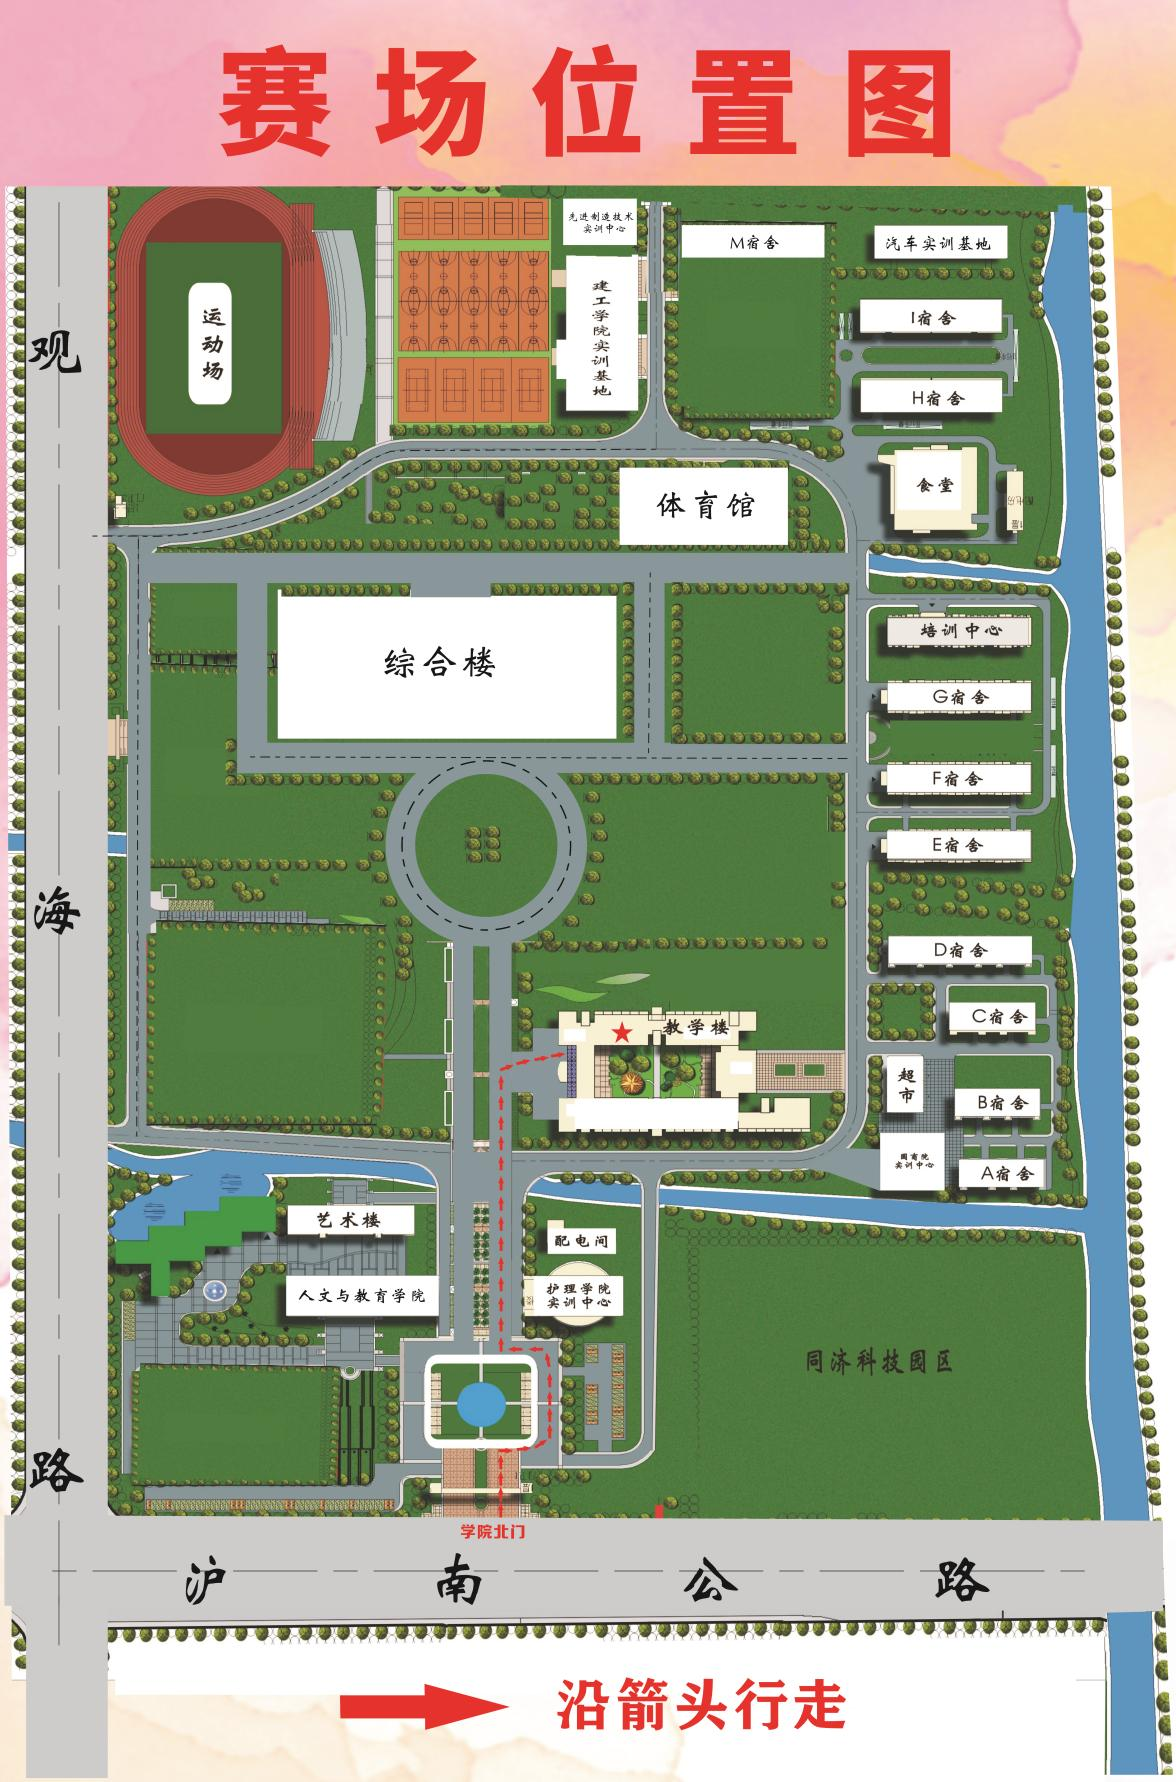 赛场位置图
先进制造技术
实训中心
M宿舍
汽车实训基地
运动场
建工学院实训基地
I宿舍
观
H宿舍
体育馆
食堂
培训中心
综合楼
G宿舍
F宿舍
E宿舍
海
D宿舍
C宿舍
教学楼
超市
B宿舍
国商院
实训中心
A宿舍
艺术楼
配电间
人文与教育学院
护理学院
实训中心
同济科技园区
路
学院北门
沪南公路
沿箭头行走